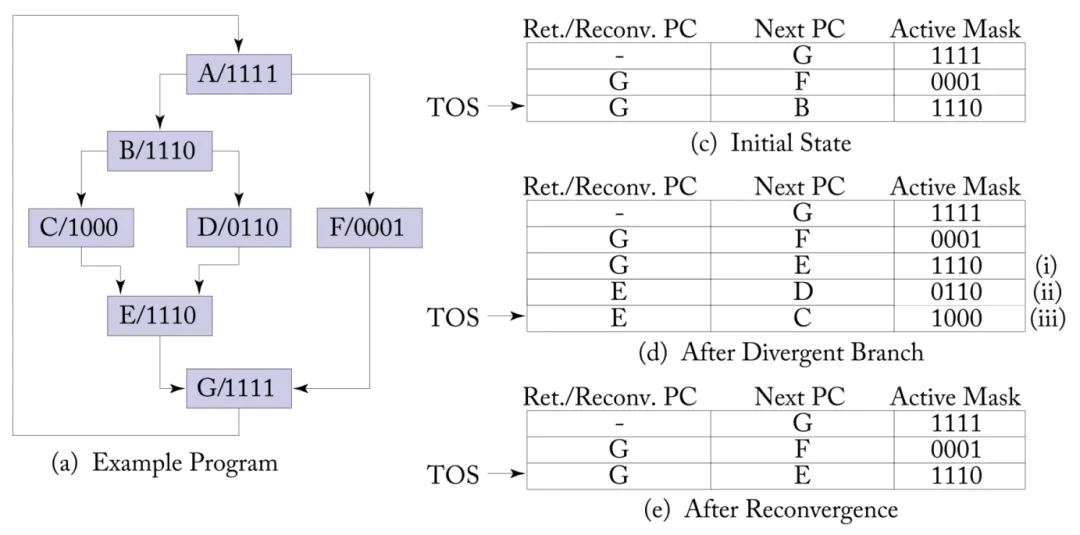 A/1111
B/1110
C/1000 D/0110 F/0001
E/1110
G/1111
(a) Example Program
Ret./Reconv. PC Next PC Active Mask
- G 1111
G F 0001
TOS G B 1110
(c) Initial State
Ret./Reconv. PC Next PC Active Mask
- G 1111
G F 0001
G E 1110 (i)
E D 0110 (ii)
TOS E C 1000 (iii)
(d) After Divergent Branch
Ret./Reconv. PC Next PC Active Mask
- G 1111
G F 0001
TOS G E 1110
(e) After Reconvergence